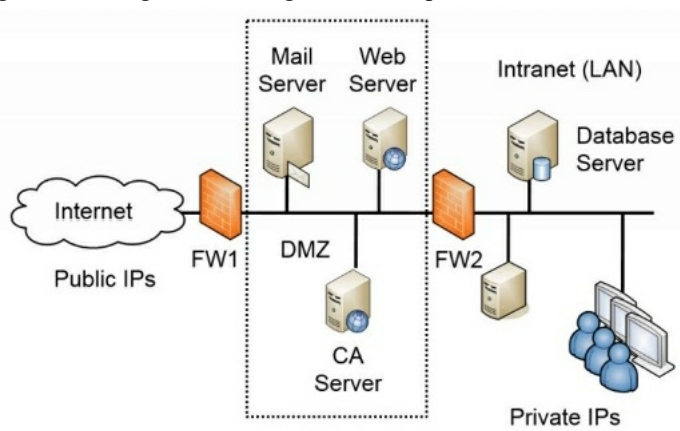 Mail
Server
Web
Server
Intranet (LAN)
Database
Server
Internet
FW1
DMZ
FW2
Public IPs
CA
Server
Private IPs